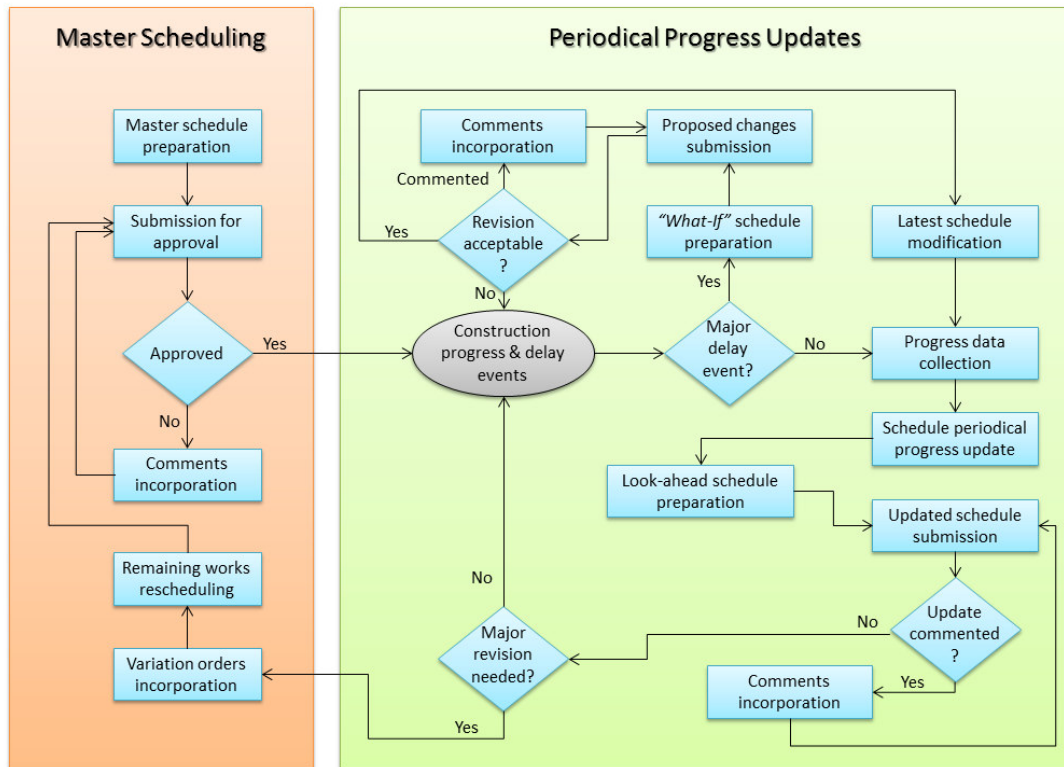 Master Scheduling
Master schedule
preparation
Submission for
approval
Approved
Yes
No
Comments
incorporation
Remaining works
rescheduling
Variation orders
incorporation
Periodical Progress Updates
Comments
incorporation
Proposed changes
submission
Commented
Revision
acceptable
?
Yes
No
“What-If” schedule
preparation
Latest schedule
modification
Yes
Construction
progress & delay
events
Major
delay
event?
No
Progress data
collection
Schedule periodical
progress update
Look-ahead schedule
preparation
Updated schedule
submission
Update
commented
?
No
Yes
Comments
incorporation
No
Major
revision
needed?
Yes